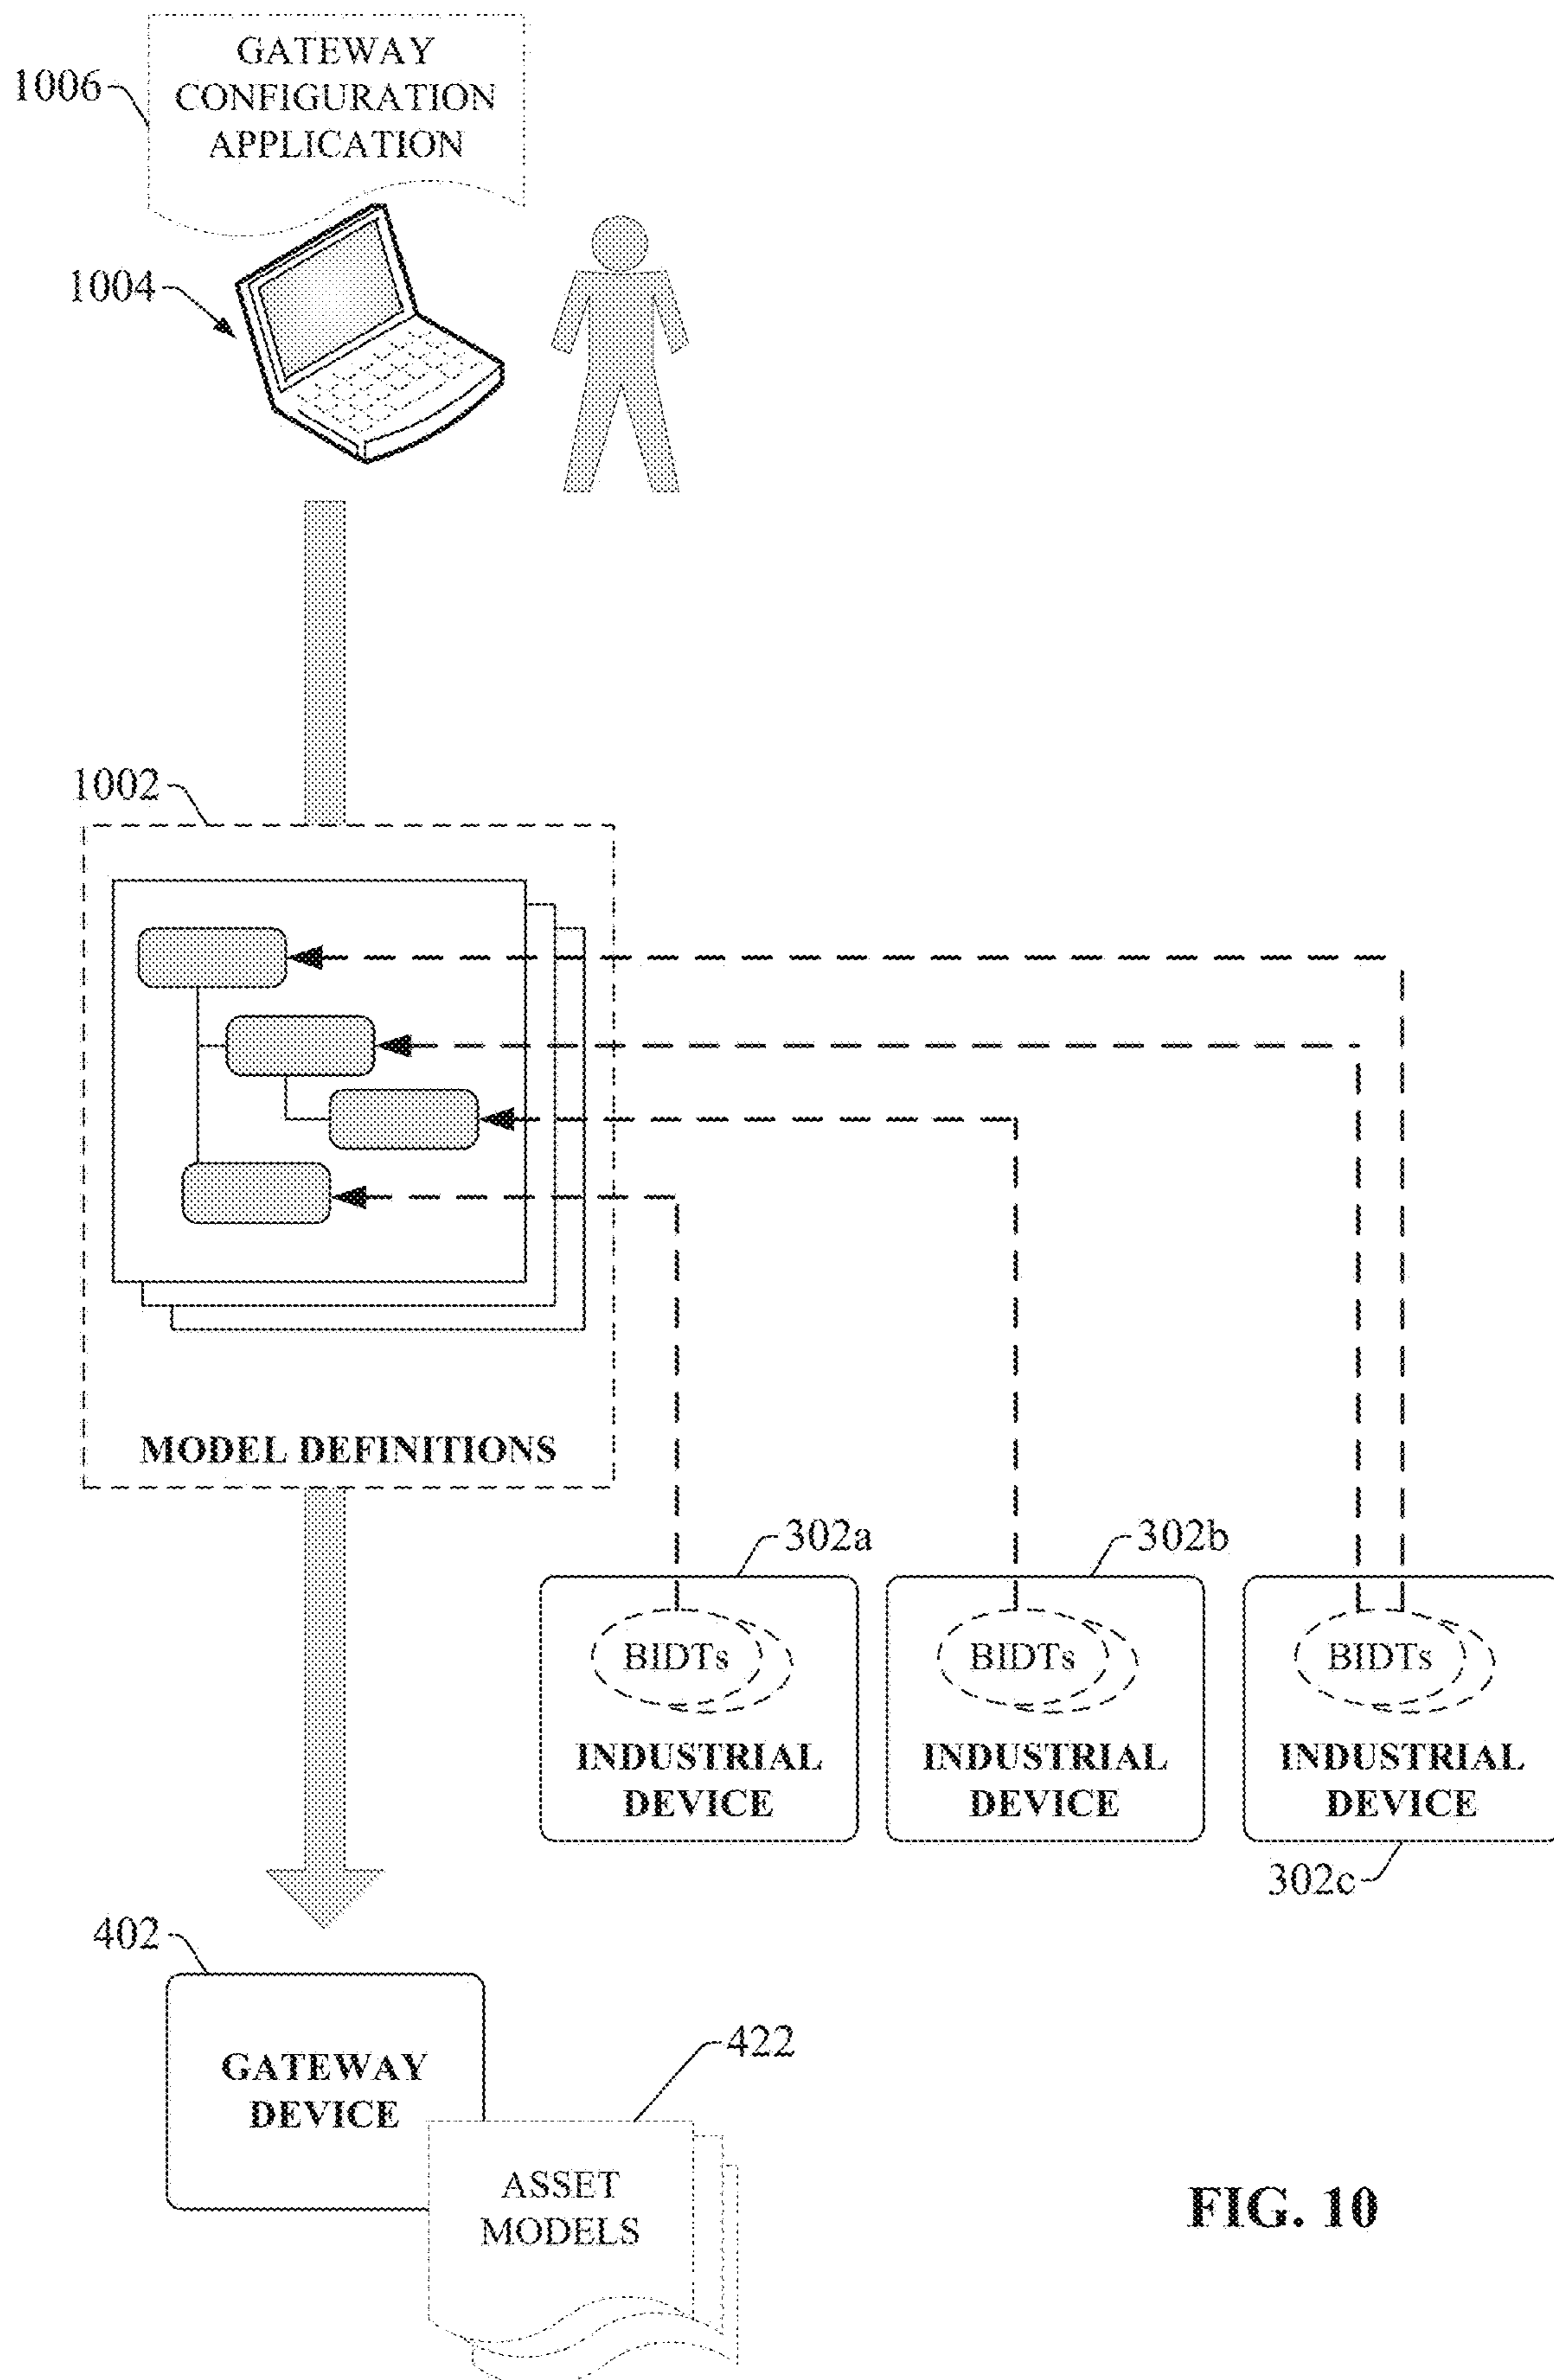 GATEWAY
CONFIGURATION
APPLICATION
1006
1004
1002
MODEL DEFINITIONS
302a
302b
BIDTs
BIDTs
BIDTs
INDUSTRIAL
DEVICE
INDUSTRIAL
DEVICE
INDUSTRIAL
DEVICE
302c
402
GATEWAY
DEVICE
422
ASSET
MODELS
FIG. 10